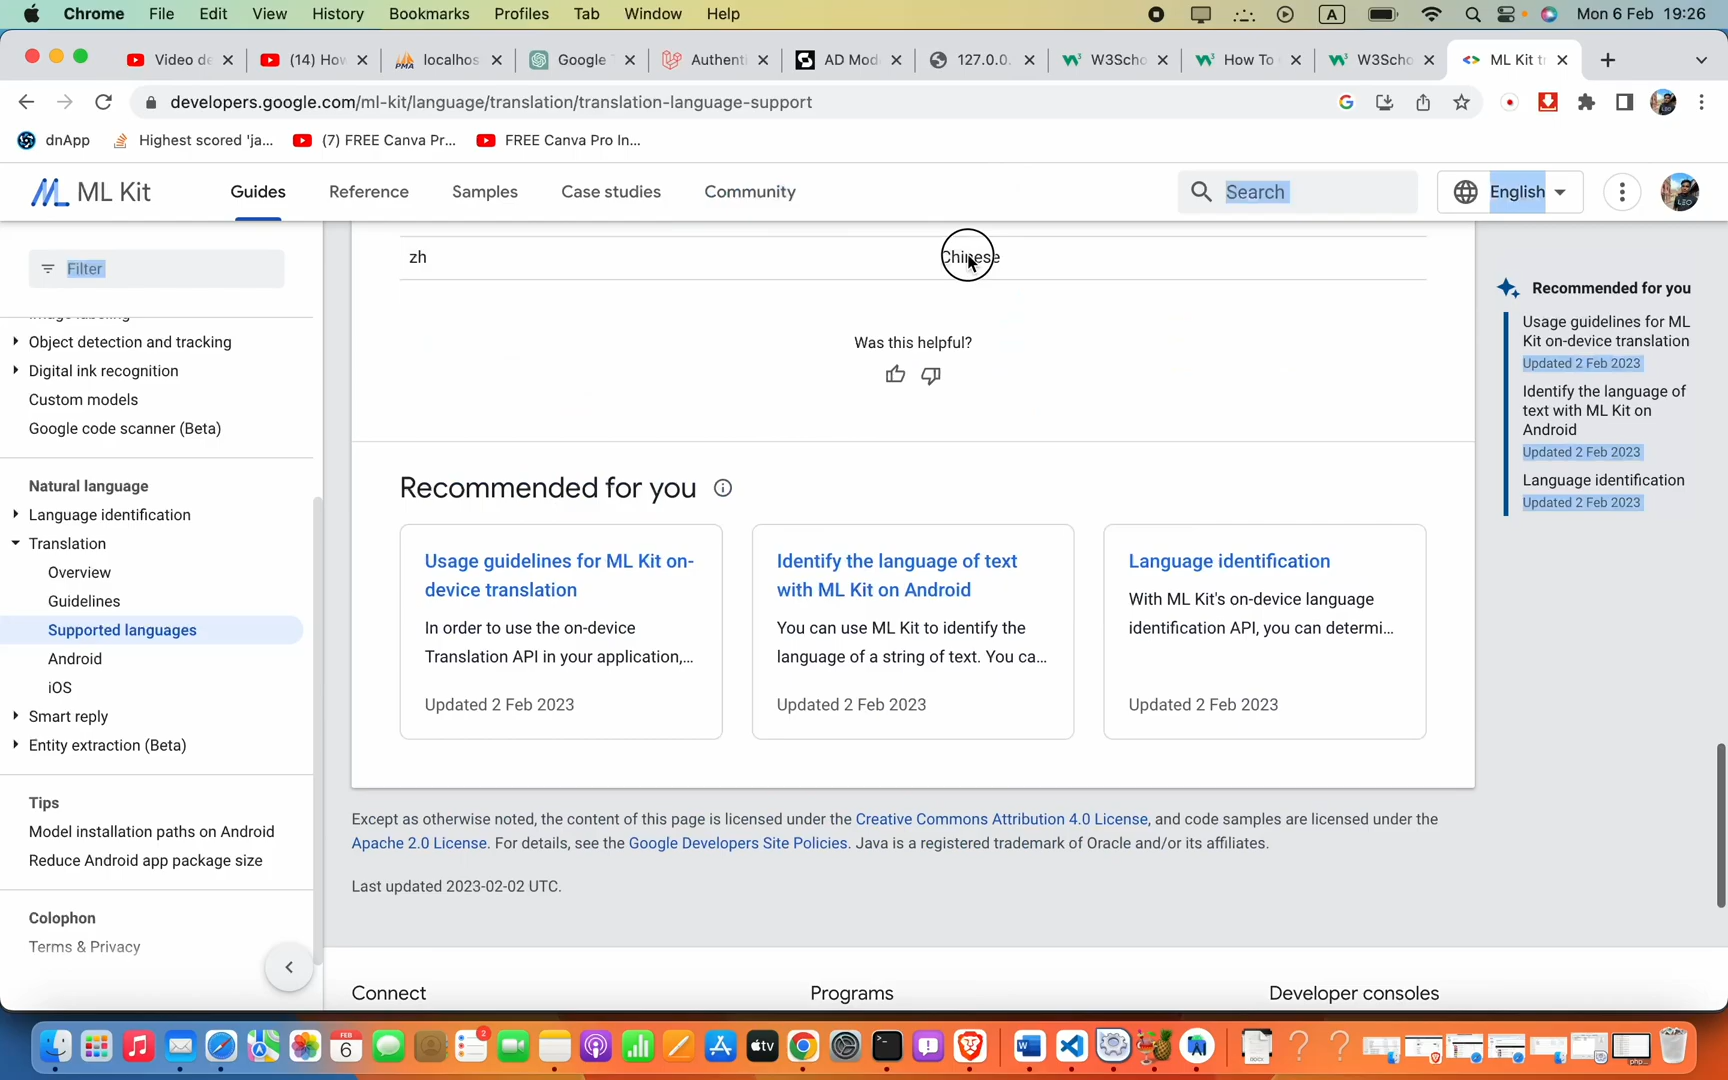 Chrome File Edit View History Bookmarks Profiles Tab Window Help A Mon 6 Feb 19:26
Video de (14) Hov localhos Google Authenti AD Mod 127.0.0. W3Scho How To W3Scho ML Kit tr
developers.google.com/ml-kit/language/translation/translation-language-support
dnApp Highest scored 'ja... (7) FREE Canva Pr... FREE Canva Pro In...
ML Kit Guides Reference Samples Case studies Community Search English
Filter
Object detection and tracking
Digital ink recognition
Custom models
Google code scanner (Beta)
Natural language
Language identification
Translation
Overview
Guidelines
Supported languages
Android
iOS
Smart reply
Entity extraction (Beta)
Tips
Model installation paths on Android
Reduce Android app package size
Colophon
Terms & Privacy
zh Chinese
Was this helpful?
Recommended for you
Usage guidelines for ML Kit on-
device translation
In order to use the on-device
Translation API in your application,...
Updated 2 Feb 2023
Identify the language of text
with ML Kit on Android
You can use ML Kit to identify the
language of a string of text. You ca...
Updated 2 Feb 2023
Language identification
With ML Kit's on-device language
identification API, you can determi...
Updated 2 Feb 2023
Except as otherwise noted, the content of this page is licensed under the Creative Commons Attribution 4.0 License, and code samples are licensed under the
Apache 2.0 License. For details, see the Google Developers Site Policies. Java is a registered trademark of Oracle and/or its affiliates.
Last updated 2023-02-02 UTC.
Connect Programs Developer consoles
Recommended for you
Usage guidelines for ML
Kit on-device translation
Updated 2 Feb 2023
Identify the language of
text with ML Kit on
Android
Updated 2 Feb 2023
Language identification
Updated 2 Feb 2023
FEB
6
2
tv